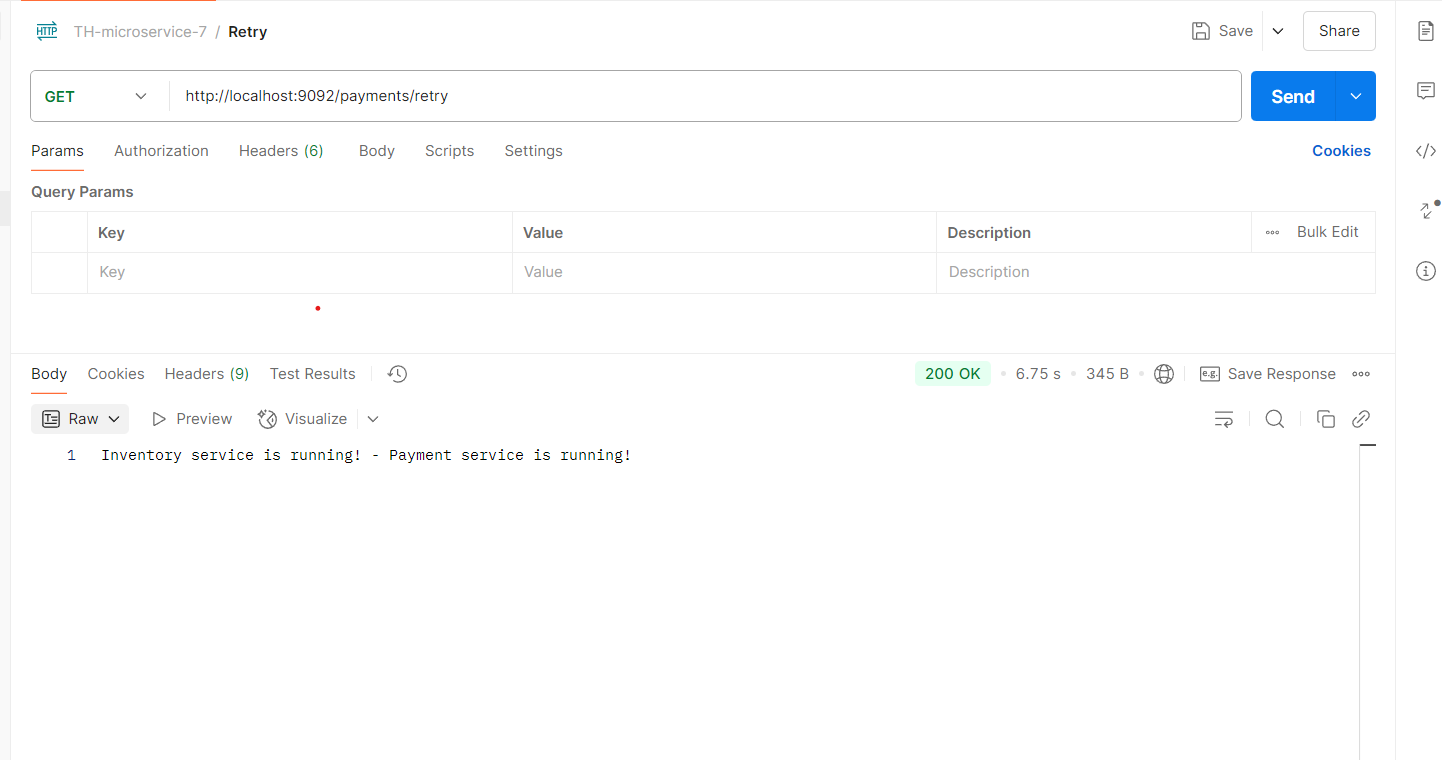 HTTP TH-microservice-7 / Retry Save Share
GET http://localhost:9092/payments/retry Send
Params Authorization Headers (6) Body Scripts Settings Cookies
Query Params
Key Value Description Bulk Edit
Key Value Description
Body Cookies Headers (9) Test Results 200 OK 6.75 s 345 B e.g. Save Response
Raw Preview Visualize
1 Inventory service is running! - Payment service is running!